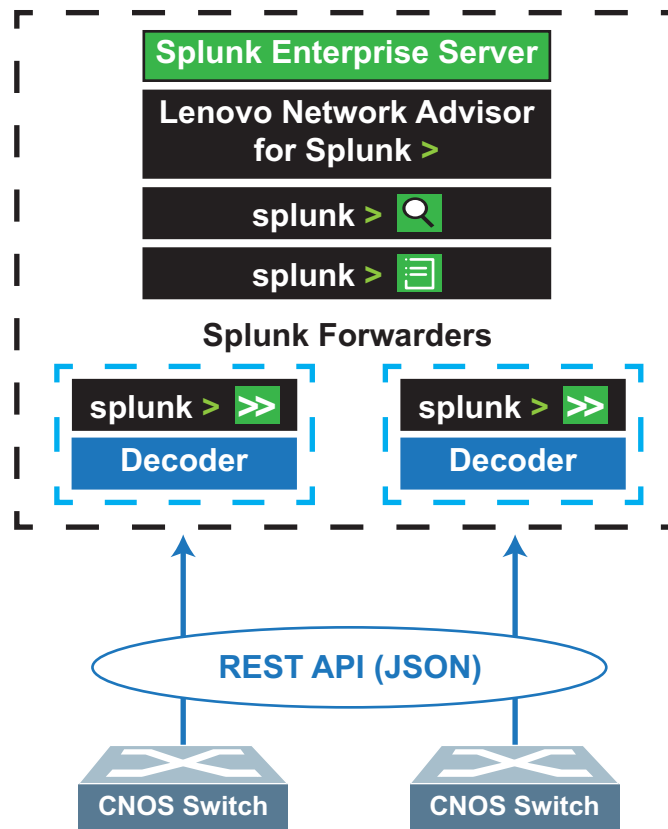 Splunk Enterprise Server
Lenovo Network Advisor
for Splunk >
splunk >
splunk >
Splunk Forwarders
splunk > >>
splunk > >>
Decoder
Decoder
REST API (JSON)
CNOS Switch
CNOS Switch